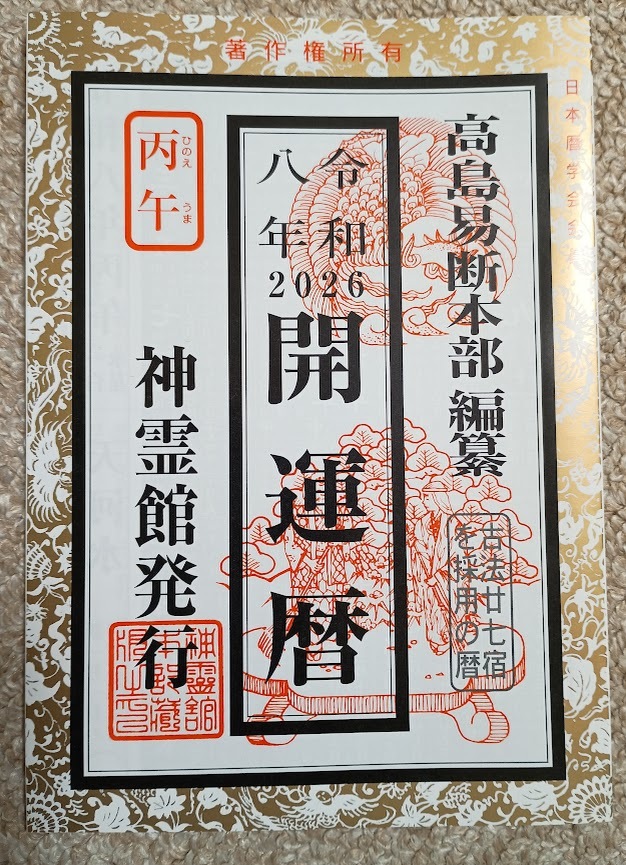 著作権所有
日本暦学会会員
高島易断本部 編纂
古法廿七宿
を採用の暦
令和
八年
2026
開運暦
丙午
ひのえ
うま
神霊館発行